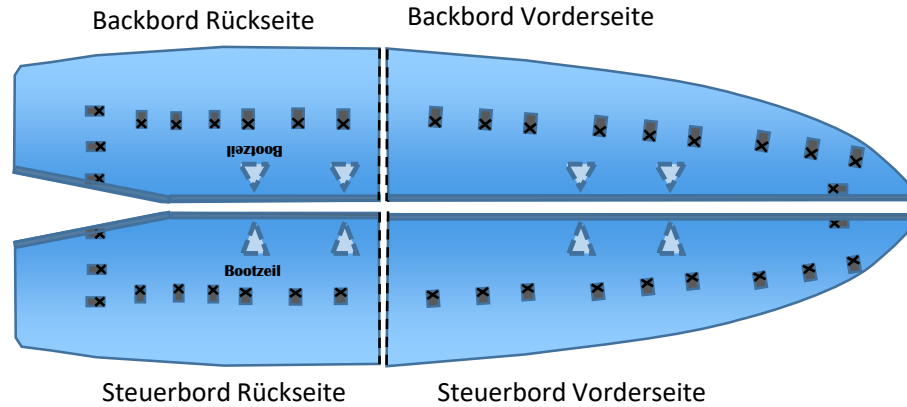 Backbord Rückseite
Backbord Vorderseite
Bootzeil
Bootzeil
Steuerbord Rückseite
Steuerbord Vorderseite